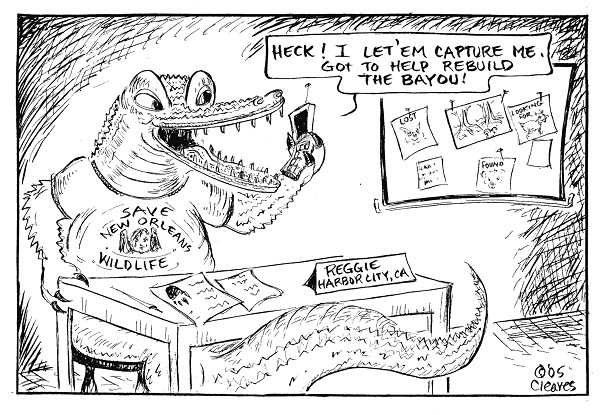 HECK! I LET'EM CAPTURE ME.
GOT TO HELP REBUILD
THE BAYOU!
LOST
LOOKING
FOR
FOUND
SAVE
NEW ORLEANS
WILDLIFE
REGGIE
HARBOR CITY, CA
©'05
Cleaves